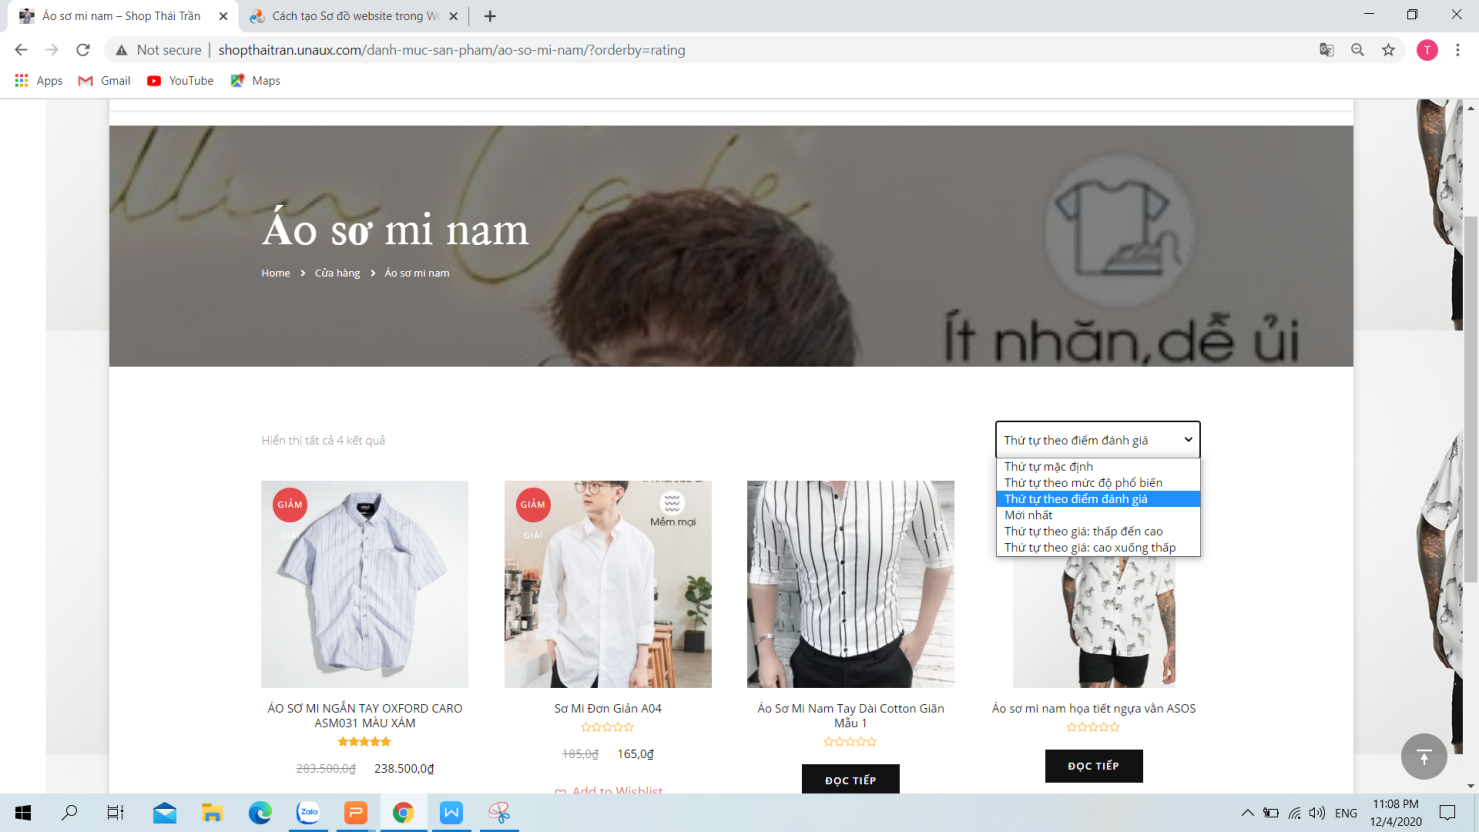 Áo sơ mi nam – Shop Thái Trần
Cách tạo Sơ đồ website trong Wo
Not secure | shopthaitran.unaux.com/danh-muc-san-pham/ao-so-mi-nam/?orderby=rating
T
Apps
Gmail
YouTube
Maps
Áo sơ mi nam
Home > Cửa hàng > Áo sơ mi nam
ít nhăn,dễ ủi
Hiển thị tất cả 4 kết quả
Thứ tự theo điểm đánh giá
Thứ tự mặc định
Thứ tự theo mức độ phổ biến
Thứ tự theo điểm đánh giá
Mới nhất
Thứ tự theo giá: thấp đến cao
Thứ tự theo giá: cao xuống thấp
GIẢM
GIÁ!
GIẢM
GIÁ!
Mềm mại
ÁO SƠ MI NGẮN TAY OXFORD CARO
ASM031 MÀU XÁM
283.500,0₫ 238.500,0₫
Sơ Mi Đơn Giản A04
185,0₫ 165,0₫
Add to Wishlist
Áo Sơ Mi Nam Tay Dài Cotton Giãn
Mẫu 1
ĐỌC TIẾP
Áo sơ mi nam họa tiết ngựa vằn ASOS
ĐỌC TIẾP
Zalo
ENG
11:08 PM
12/4/2020